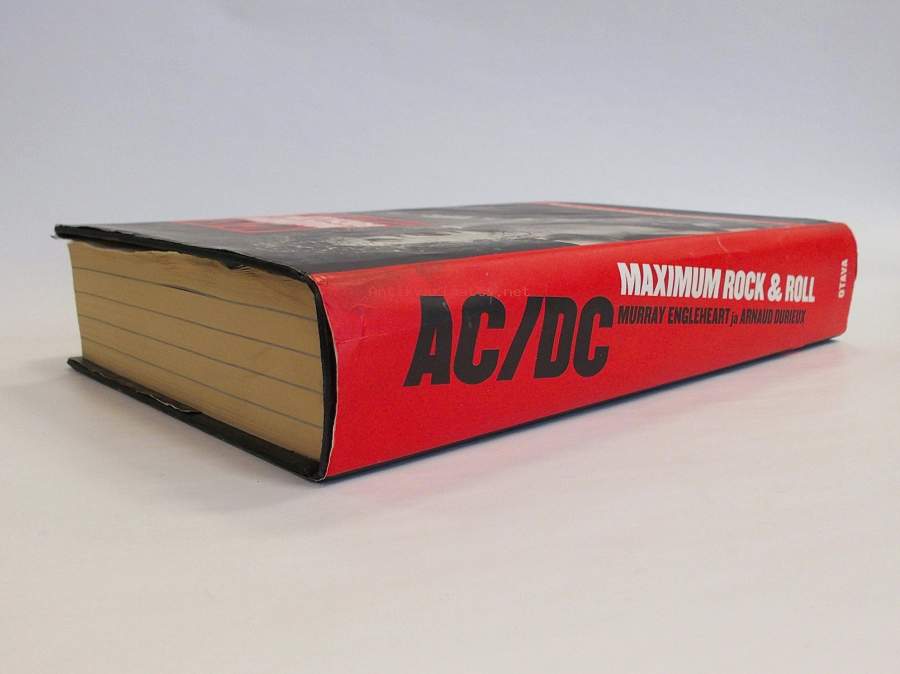 AC/DC
MAXIMUM ROCK & ROLL
MURRAY ENGLEHEART ja ARNAUD DURIEUX
OTAVA